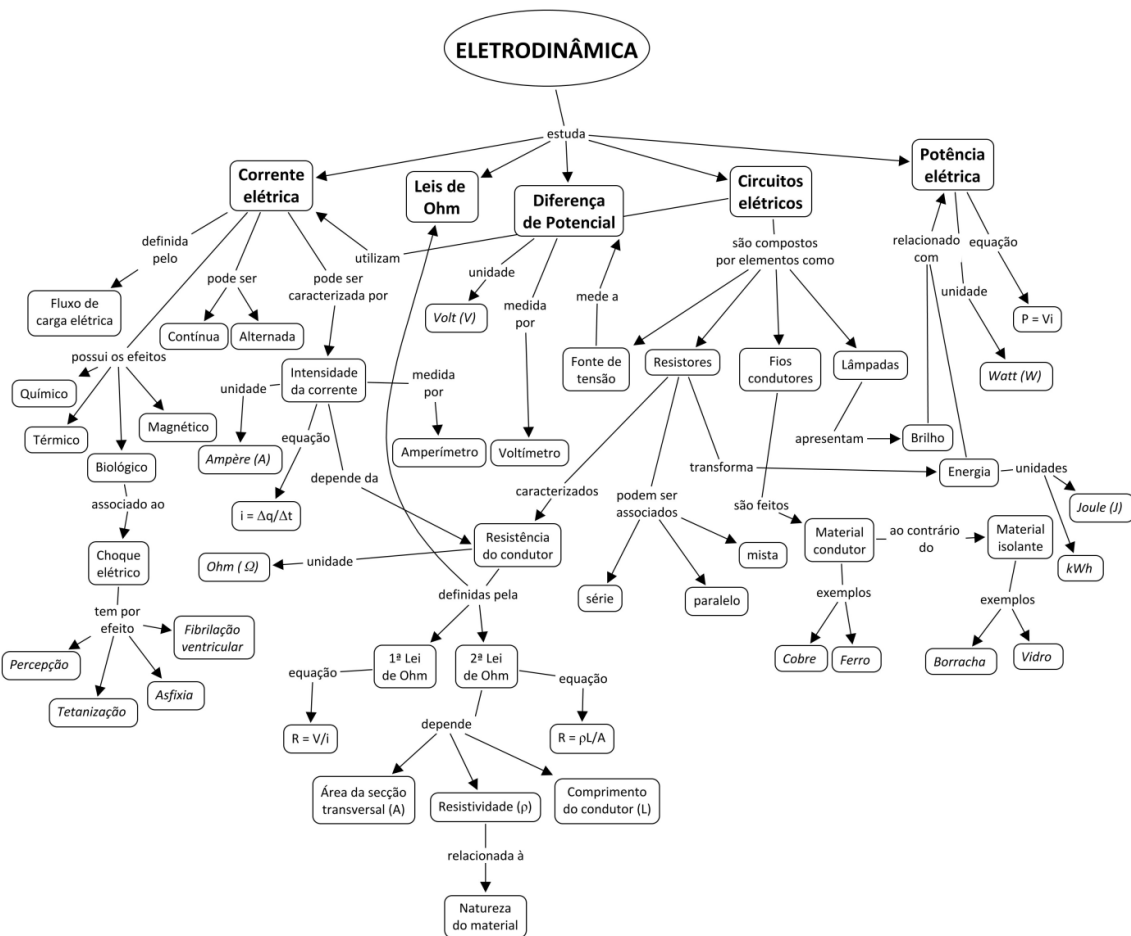 ELETRODINÂMICA
estuda
Corrente
elétrica
Leis de
Ohm
Diferença
de Potencial
Circuitos
elétricos
Potência
elétrica
definida
pelo
Fluxo de
carga elétrica
pode ser
Contínua
Alternada
pode ser
caracterizada por
utilizam
unidade
Volt (V)
medida
por
mede a
são compostos
por elementos como
relacionado
com
equação
unidade
P = Vi
Watt (W)
possui os efeitos
Químico
Térmico
Biológico
Magnético
Intensidade
da corrente
unidade
Ampère (A)
equação
i = Δq/Δt
medida
por
Amperímetro
Voltímetro
depende da
Fonte de
tensão
Resistores
Fios
condutores
Lâmpadas
apresentam
Brilho
transforma
Energia
unidades
Joule (J)
kWh
associado ao
Choque
elétrico
tem por
efeito
Percepção
Tetanização
Asfixia
Fibrilação
ventricular
caracterizados
Resistência
do condutor
unidade
Ohm ( Ω)
podem ser
associados
série
paralelo
mista
são feitos
Material
condutor
ao contrário
do
Material
isolante
exemplos
Cobre
Ferro
exemplos
Borracha
Vidro
definidas pela
1ª Lei
de Ohm
2ª Lei
de Ohm
equação
R = V/i
equação
R = ρL/A
depende
Área da secção
transversal (A)
Resistividade (ρ)
Comprimento
do condutor (L)
relacionada à
Natureza
do material